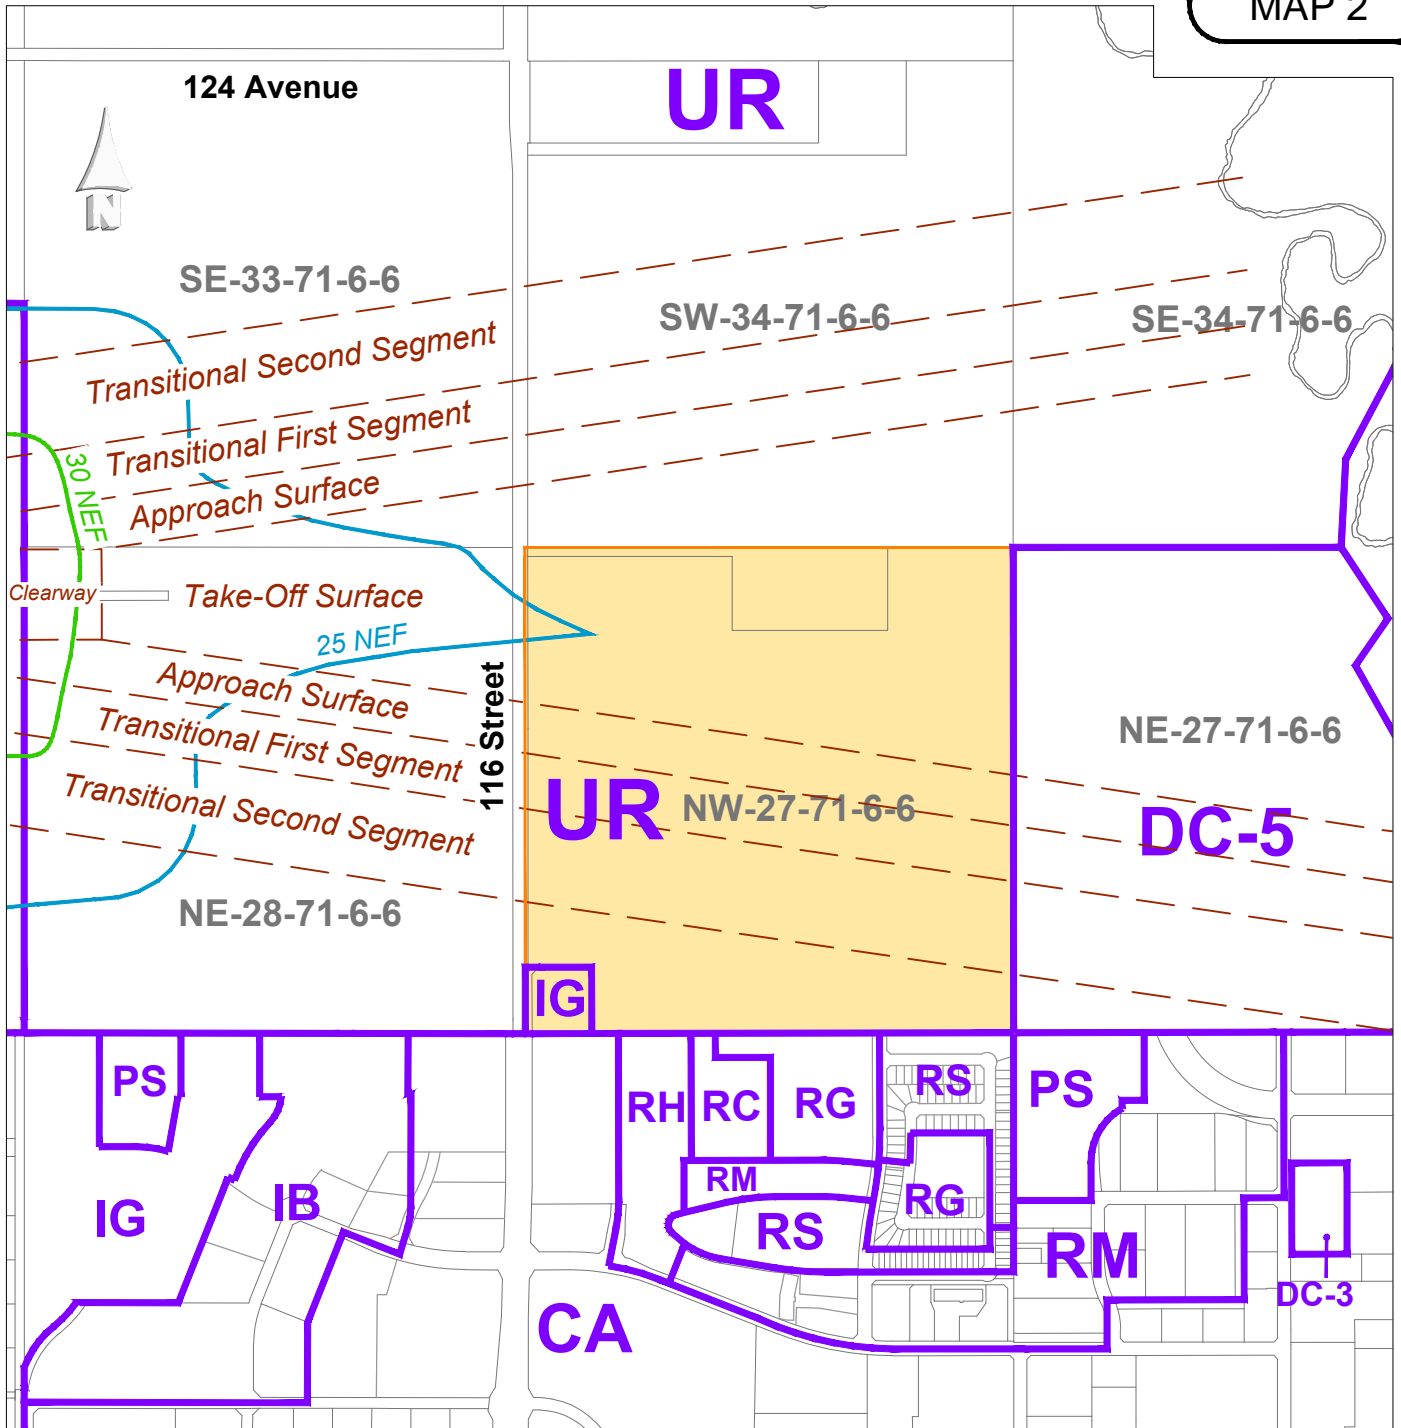 MAP 2
124 Avenue
UR
N
SE-33-71-6-6
SW-34-71-6-6
SE-34-71-6-6
Transitional Second Segment
Transitional First Segment
30 NEF
Approach Surface
Clearway
Take-Off Surface
25 NEF
Approach Surface
116 Street
Transitional First Segment
NE-27-71-6-6
Transitional Second Segment
UR
NW-27-71-6-6
DC-5
NE-28-71-6-6
IG
PS
RH
RC
RG
RS
PS
RM
RG
IG
IB
RS
RM
DC-3
CA